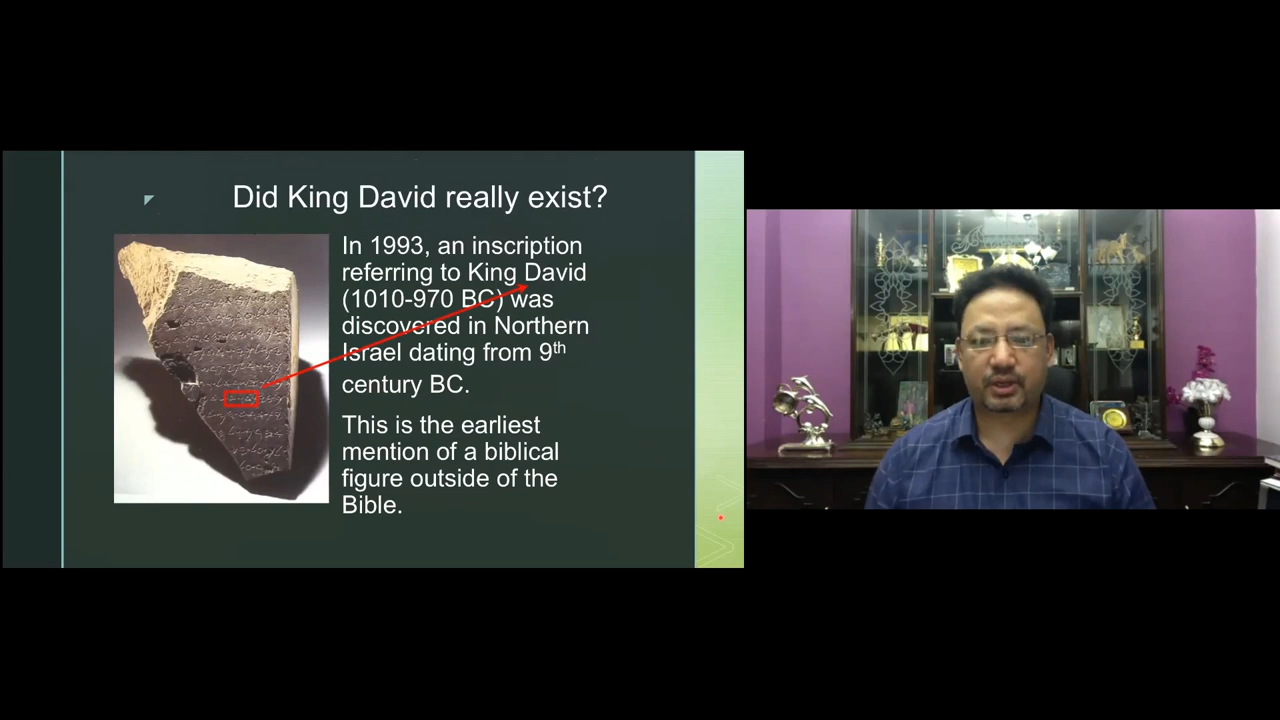 Did King David really exist?
In 1993, an inscription
referring to King David
(1010-970 BC) was
discovered in Northern
Israel dating from 9th
century BC.
This is the earliest
mention of a biblical
figure outside of the
Bible.